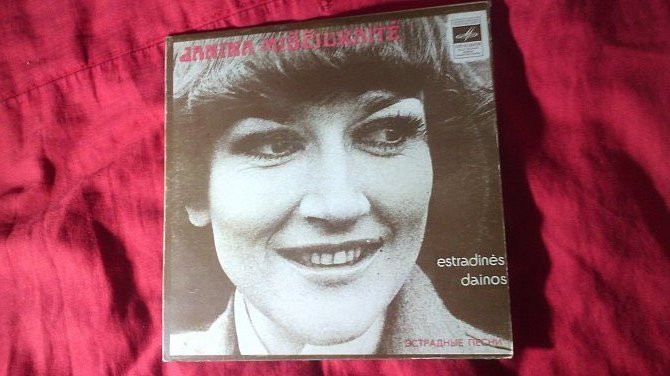 JANINA MIŠČIUKAITĖ
estradinės
dainos
ЭСТРАДНЫЕ ПЕСНИ